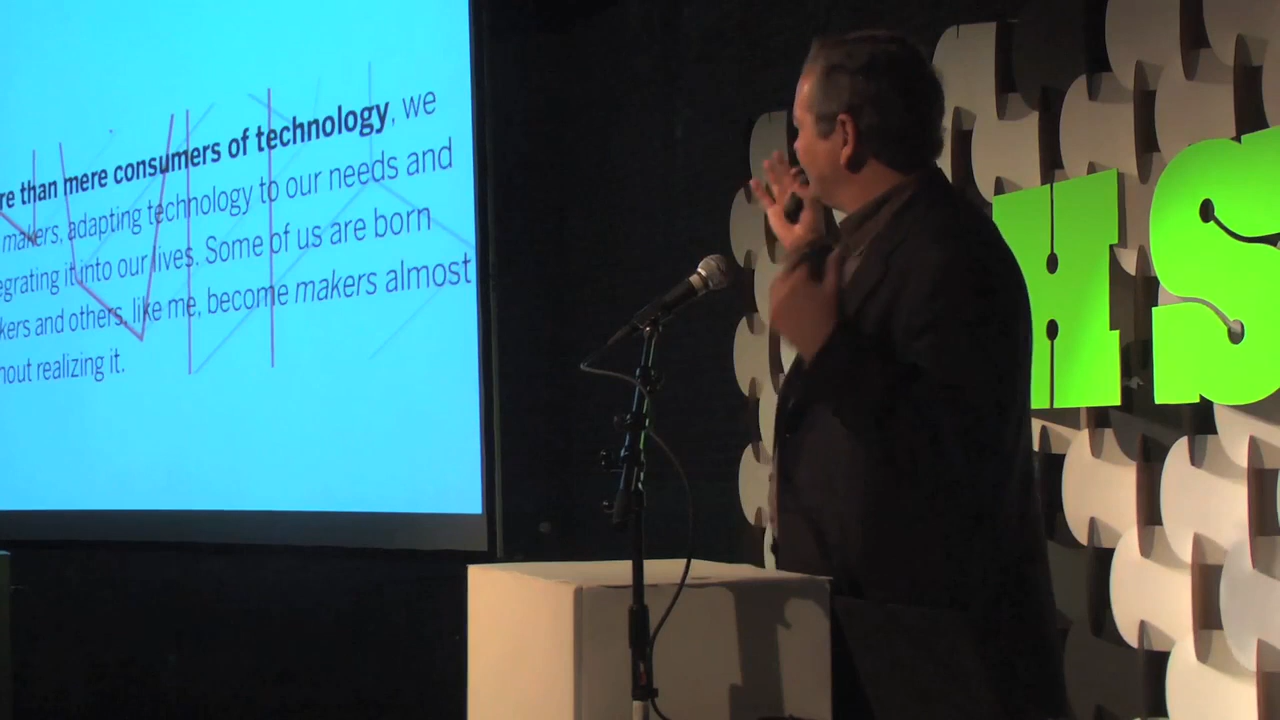 re than mere consumers of technology, we
makers, adapting technology to our needs and
egrating it into our lives. Some of us are born
kers and others, like me, become makers almost
hout realizing it.
HS